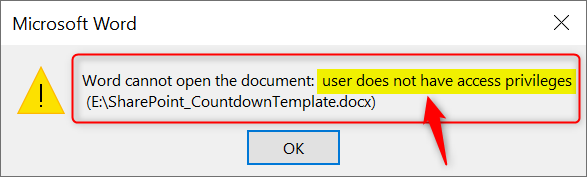 Microsoft Word
Word cannot open the document: user does not have access privileges
(E:\SharePoint_CountdownTemplate.docx)
OK